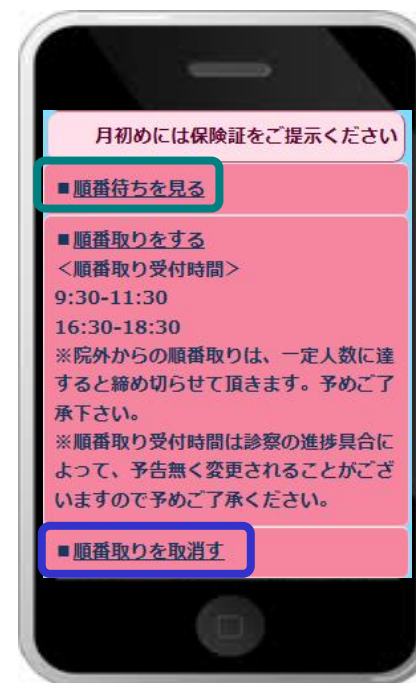 月初めには保険証をご提示ください
■順番待ちを見る
■順番取りをする
＜順番取り受付時間＞
9:30-11:30
16:30-18:30
※院外からの順番取りは、一定人数に達
すると締め切らせて頂きます。予めご了
承下さい。
※順番取り受付時間は診察の進捗具合に
よって、予告無く変更されることがござ
いますので予めご了承ください。
■順番取りを取消す